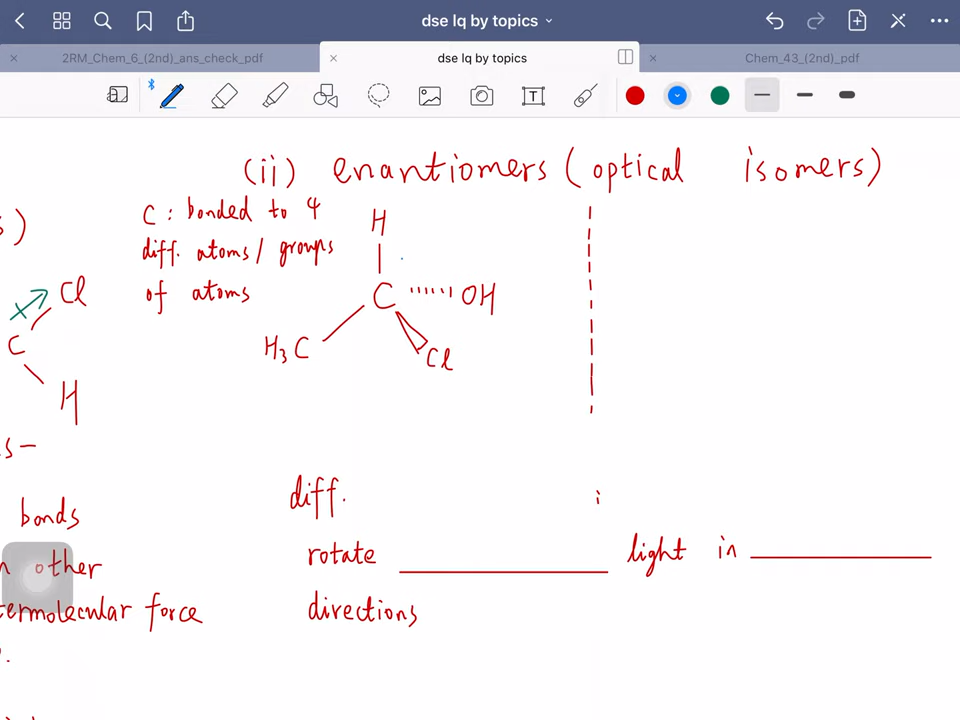 dse lq by topics
2RM_Chem_6_(2nd)_ans_check_pdf
dse lq by topics
Chem_43_(2nd)_pdf
T
(ii) enantiomers (optical isomers)
C : bonded to 4
diff. atoms / groups
of atoms
s)
Cl
C
H
H
C OH
H3C
Cl
s-
bonds
n other
termolecular force
diff.
rotate light in
directions